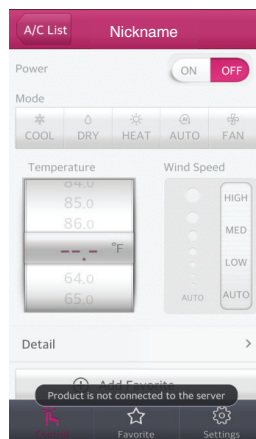 A/C List Nickname
Power ON OFF
Mode
COOL DRY HEAT AUTO FAN
Temperature Wind Speed
84.0
85.0
86.0
--.- °F
64.0
65.0
HIGH
MED
LOW
AUTO AUTO
Detail >
Add Favorite
Product is not connected to the server
Favorite Settings